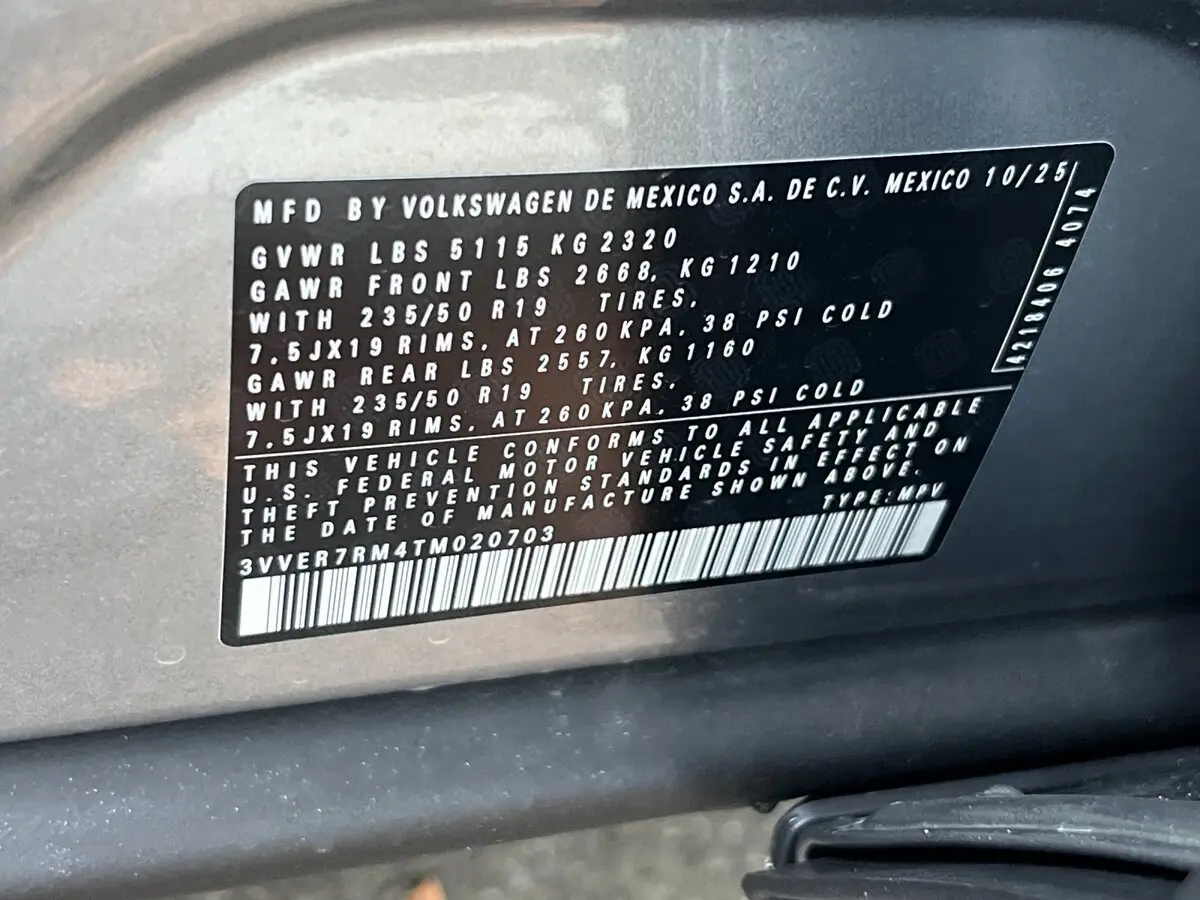 MFD BY VOLKSWAGEN DE MEXICO S.A. DE C.V. MEXICO 10/25
GVWR LBS 5115 KG 2320
GAWR FRONT LBS 2668, KG 1210
WITH 235/50 R19 TIRES,
7,5JX19 RIMS, AT 260 KPA, 38 PSI COLD
GAWR REAR LBS 2557, KG 1160
WITH 235/50 R19 TIRES,
7,5JX19 RIMS, AT 260 KPA, 38 PSI COLD
4218406 4074
THIS VEHICLE CONFORMS TO ALL APPLICABLE
U.S. FEDERAL MOTOR VEHICLE SAFETY AND
THEFT PREVENTION STANDARDS IN EFFECT ON
THE DATE OF MANUFACTURE SHOWN ABOVE.
3VVER7RM4TM020703 TYPE:MPV